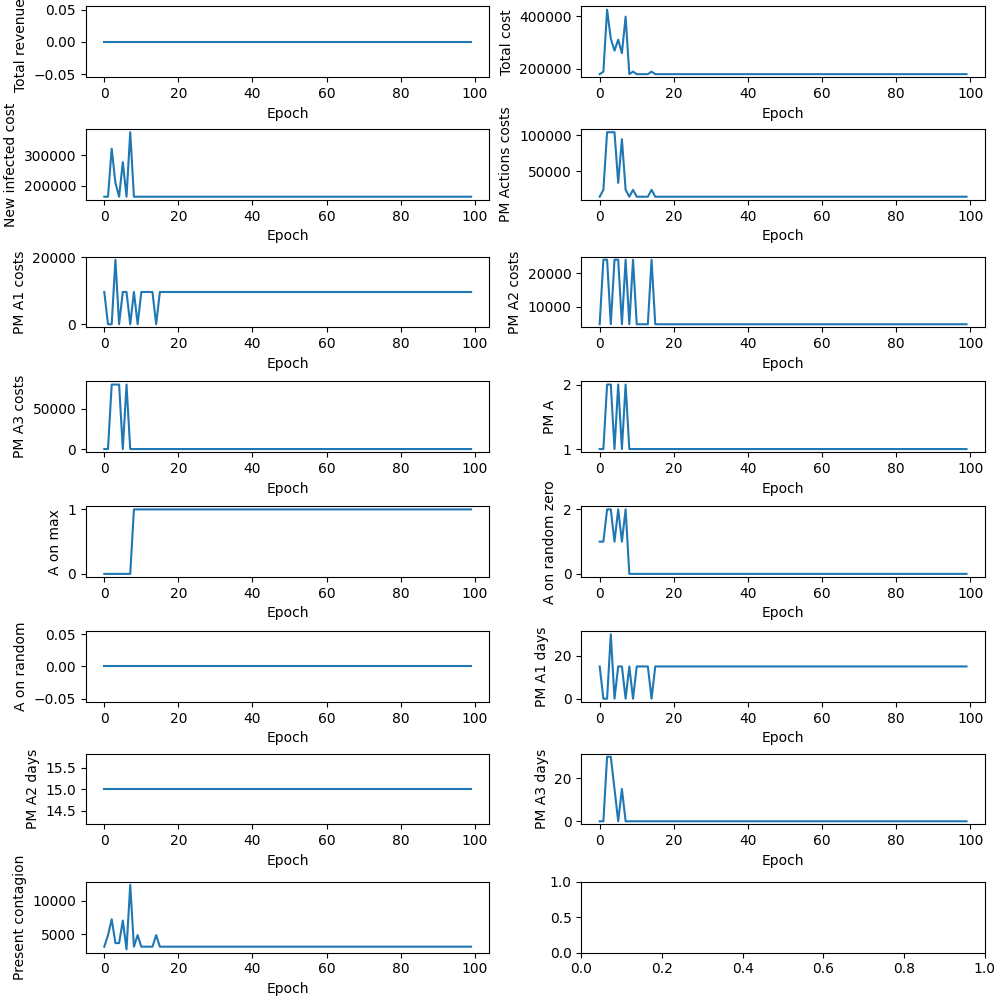 Total revenue
0.05
0.00
−0.05
0 20 40 60 80 100
Epoch
Total cost
400000
200000
0 20 40 60 80 100
Epoch
New infected cost
300000
200000
0 20 40 60 80 100
Epoch
PM Actions costs
100000
50000
0 20 40 60 80 100
Epoch
PM A1 costs
20000
0
0 20 40 60 80 100
Epoch
PM A2 costs
20000
10000
0 20 40 60 80 100
Epoch
PM A3 costs
50000
0
0 20 40 60 80 100
Epoch
PM A
2
1
0 20 40 60 80 100
Epoch
A on max
1
0
0 20 40 60 80 100
Epoch
A on random zero
2
0
0 20 40 60 80 100
Epoch
A on random
0.05
0.00
−0.05
0 20 40 60 80 100
Epoch
PM A1 days
20
0
0 20 40 60 80 100
Epoch
PM A2 days
15.5
15.0
14.5
0 20 40 60 80 100
Epoch
PM A3 days
20
0
0 20 40 60 80 100
Epoch
Present contagion
10000
5000
0 20 40 60 80 100
Epoch
1.0
0.5
0.0
0.0 0.2 0.4 0.6 0.8 1.0